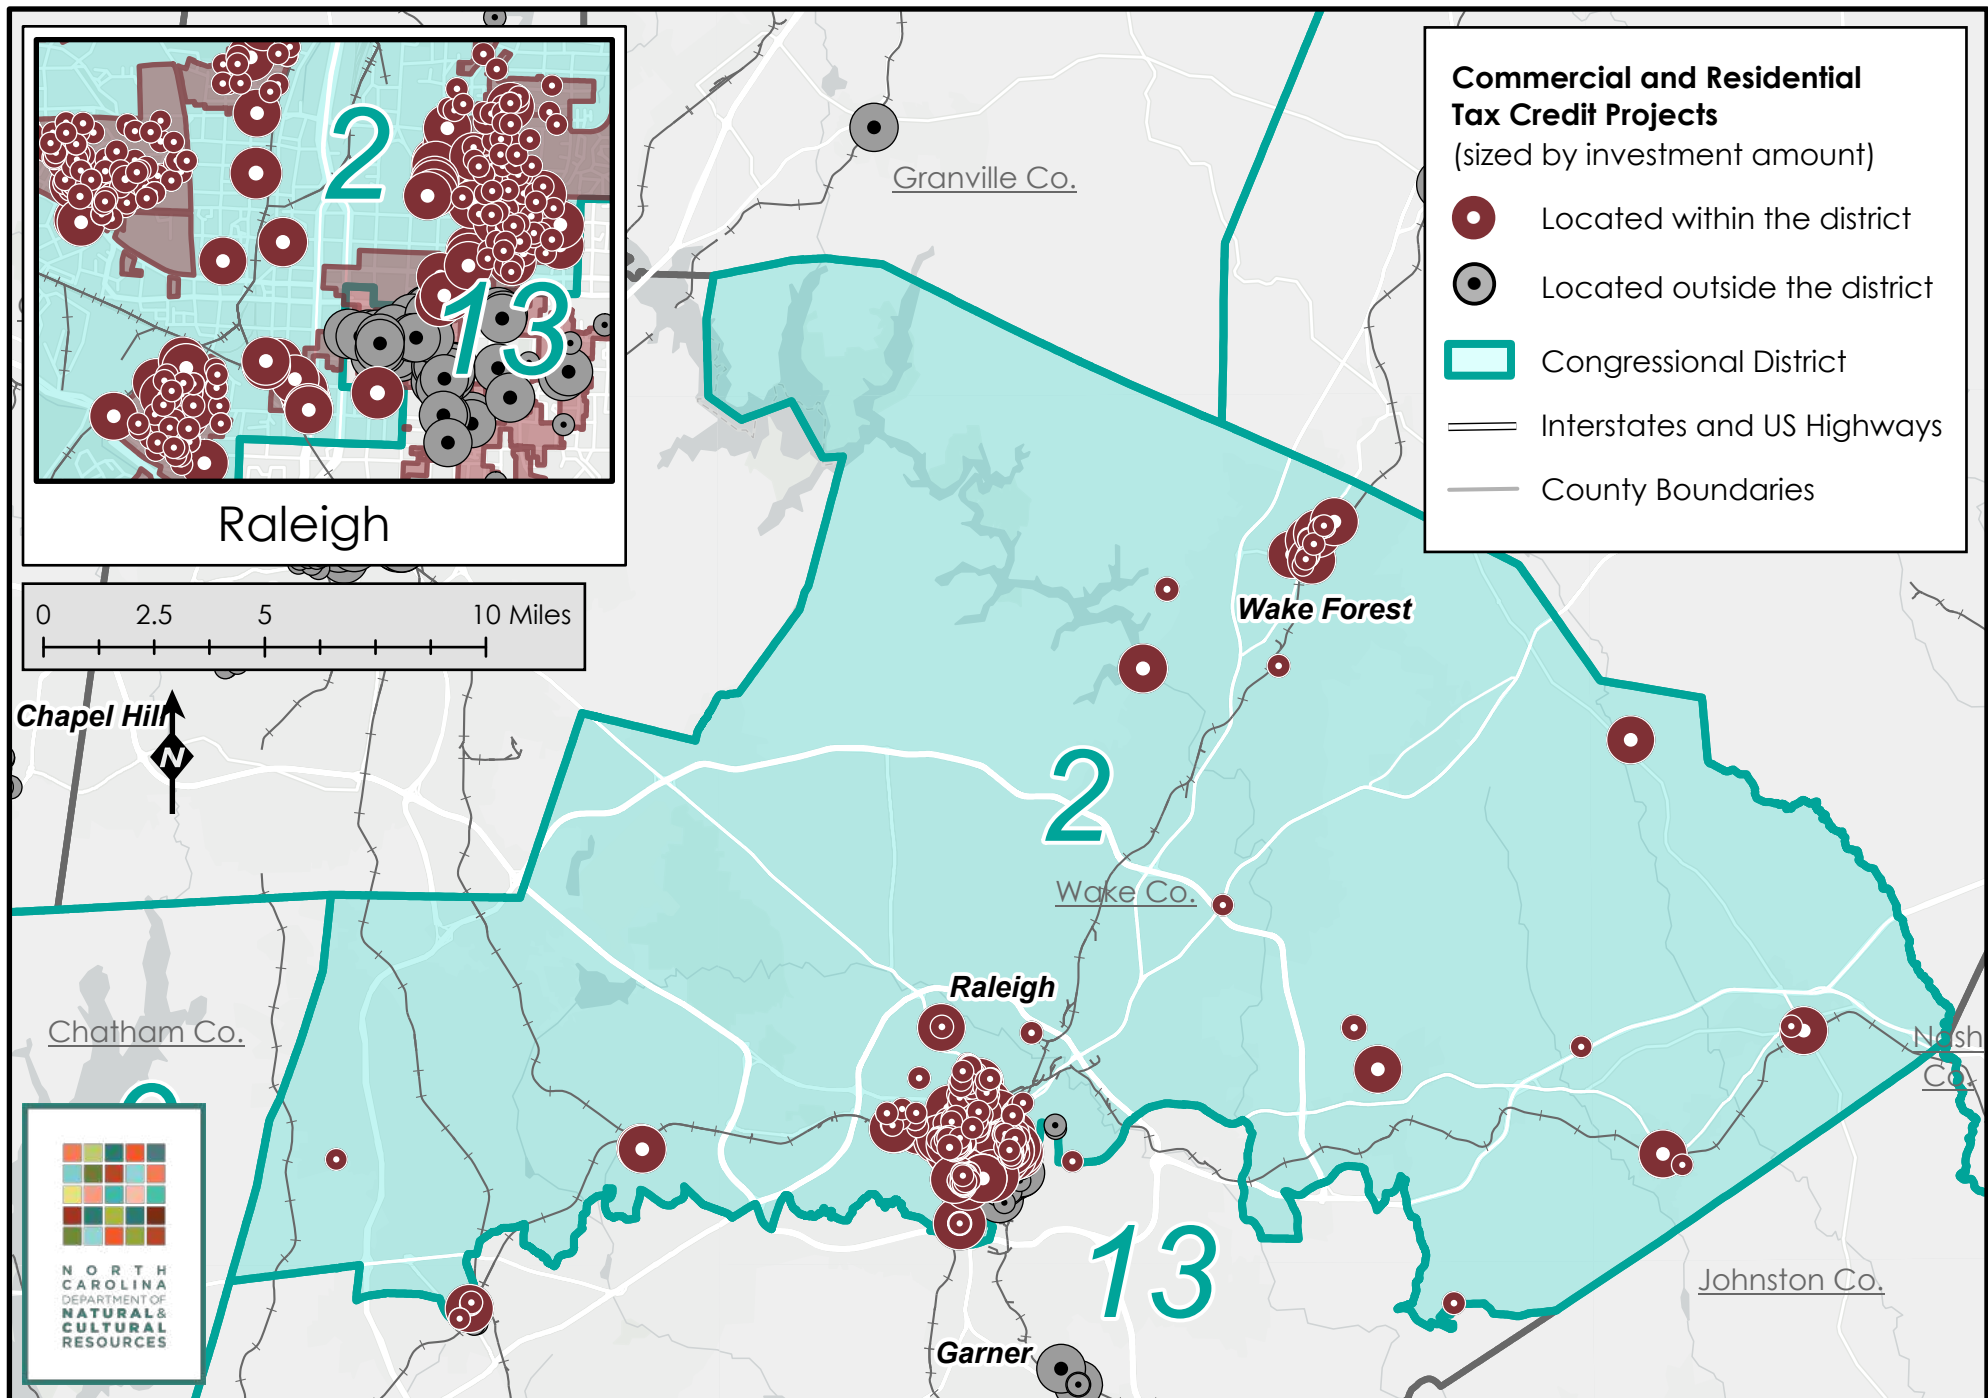 2
13
Raleigh
0 2.5 5 10 Miles
Commercial and Residential
Tax Credit Projects
(sized by investment amount)
Located within the district
Located outside the district
Congressional District
Interstates and US Highways
County Boundaries
Granville Co.
Wake Forest
Chapel Hill
N
2
Wake Co.
Raleigh
Chatham Co.
Nash
Co.
13
Johnston Co.
Garner
NORTH
CAROLINA
DEPARTMENT OF
NATURAL &
CULTURAL
RESOURCES